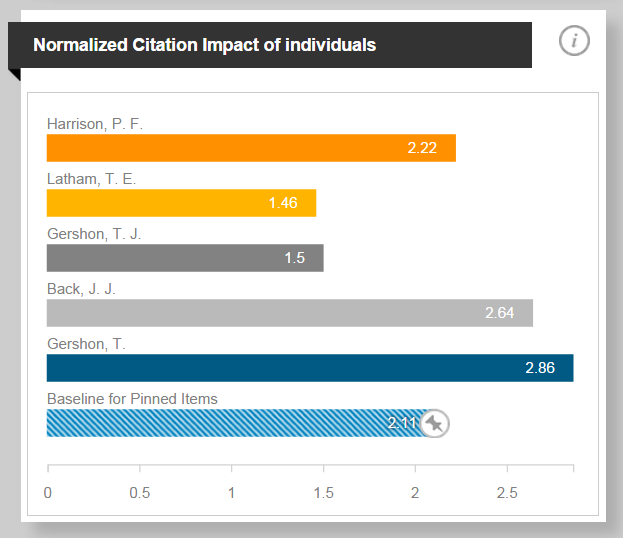 Normalized Citation Impact of individuals
i
Harrison, P. F.
2.22
Latham, T. E.
1.46
Gershon, T. J.
1.5
Back, J. J.
2.64
Gershon, T.
2.86
Baseline for Pinned Items
2.11
0 0.5 1 1.5 2 2.5